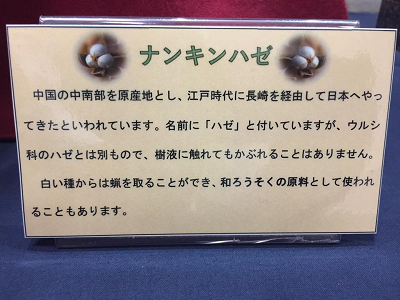 ナンキンハゼ
中国の中南部を原産地とし、江戸時代に長崎を経由して日本へやっ
てきたといわれています。名前に「ハゼ」と付いていますが、ウルシ
科のハゼとは別もので、樹液に触れてもかぶれることはありません。
白い種からは蝋を取ることができ、和ろうそくの原料として使われ
ることもあります。